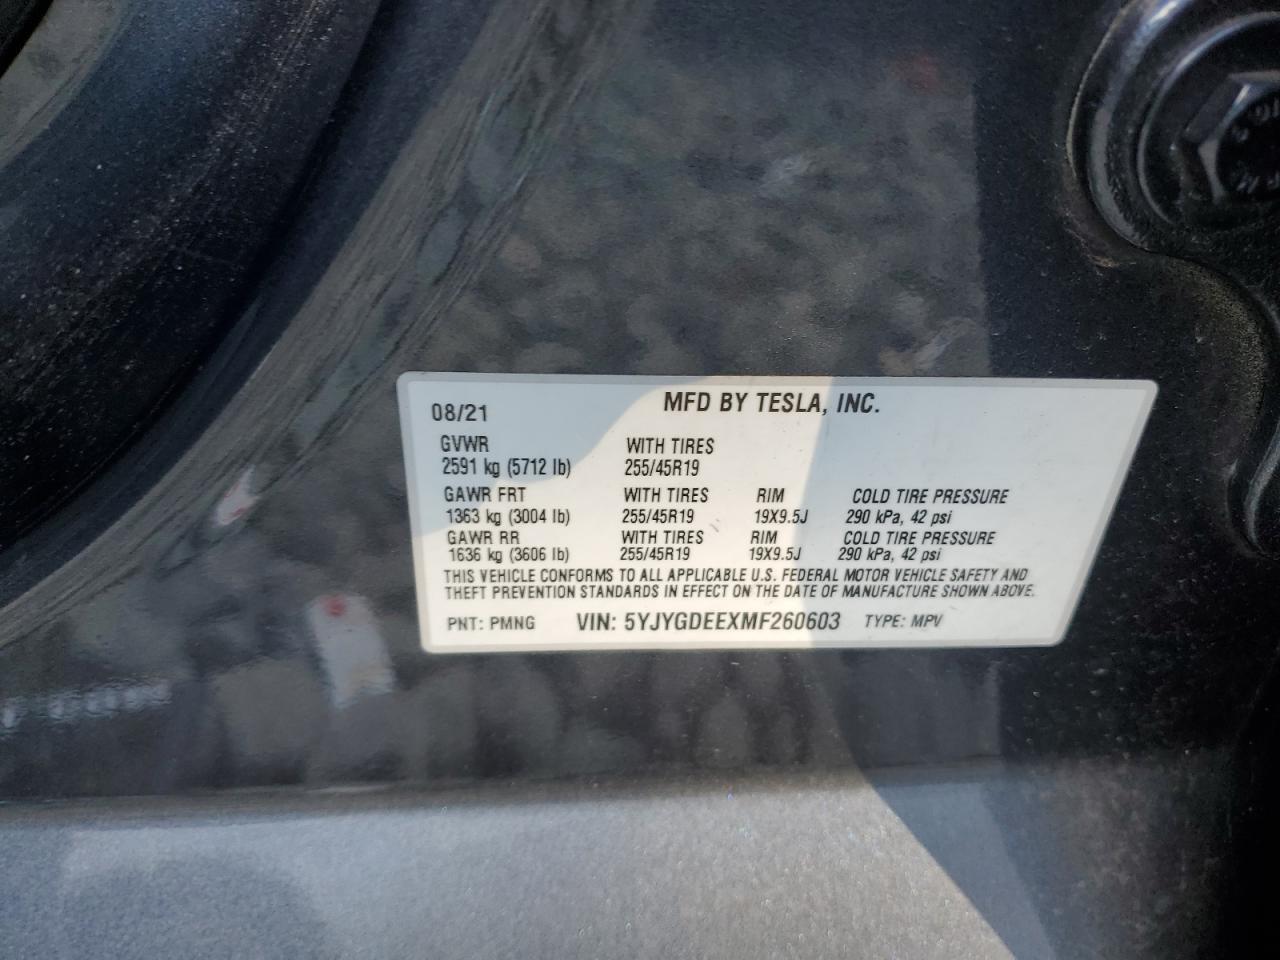 MFD BY TESLA, INC.
08/21
GVWR WITH TIRES
2591 kg (5712 lb) 255/45R19
GAWR FRT WITH TIRES RIM COLD TIRE PRESSURE
1363 kg (3004 lb) 255/45R19 19X9.5J 290 kPa, 42 psi
GAWR RR WITH TIRES RIM COLD TIRE PRESSURE
1636 kg (3606 lb) 255/45R19 19X9.5J 290 kPa, 42 psi
THIS VEHICLE CONFORMS TO ALL APPLICABLE U.S. FEDERAL MOTOR VEHICLE SAFETY AND
THEFT PREVENTION STANDARDS IN EFFECT ON THE DATE OF MANUFACTURE SHOWN ABOVE.
PNT: PMNG VIN: 5YJYGDEEXMF260603 TYPE: MPV